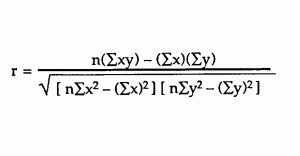 r = n(∑xy) – (∑x)(∑y)
√[ n∑x² – (∑x)² ] [ n∑y² – (∑y)² ]